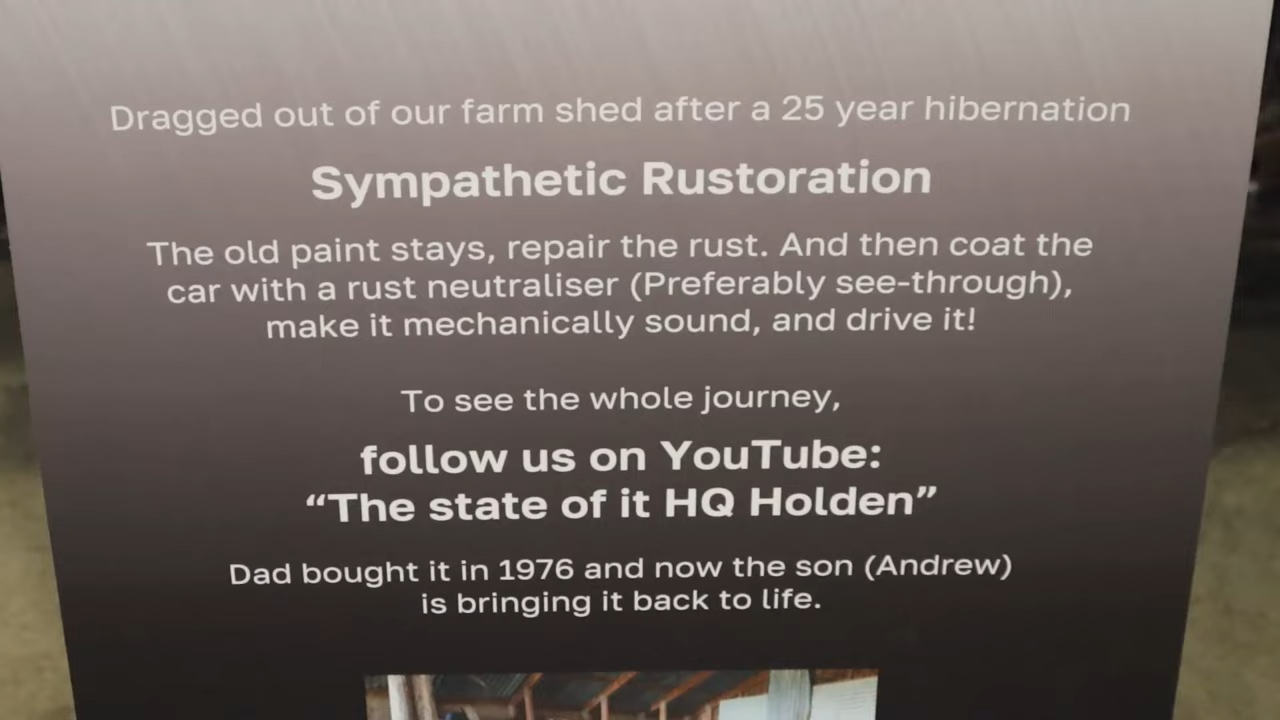 Dragged out of our farm shed after a 25 year hibernation
Sympathetic Rustoration
The old paint stays, repair the rust. And then coat the
car with a rust neutraliser (Preferably see-through),
make it mechanically sound, and drive it!
To see the whole journey,
follow us on YouTube:
“The state of it HQ Holden”
Dad bought it in 1976 and now the son (Andrew)
is bringing it back to life.